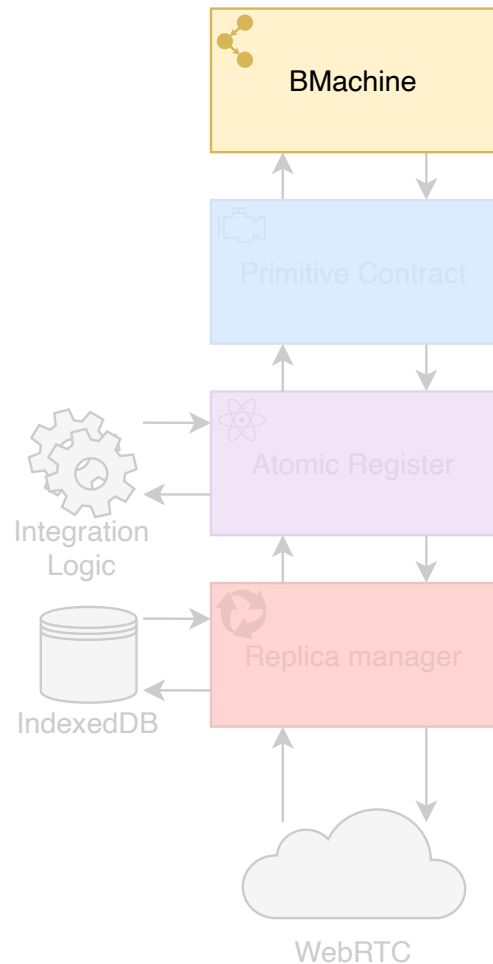 BMachine
Primitive Contract
Atomic Register
Integration
Logic
Replica manager
IndexedDB
WebRTC